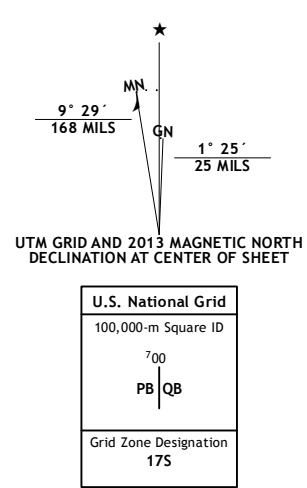 ★
MN
9° 29´
168 MILS
GN
1° 25´
25 MILS
UTM GRID AND 2013 MAGNETIC NORTH
DECLINATION AT CENTER OF SHEET
U.S. National Grid
100,000-m Square ID
⁷00
PB QB
Grid Zone Designation
17S